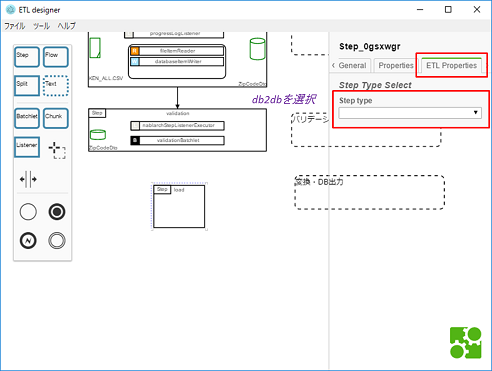 ETL designer
ファイル ツール ヘルプ
Step
Flow
Split
Text
Batchlet
Chunk
Listener
progressLogListener
R
fileItemReader
W
databaseItemWriter
KEN_ALL.CSV
ZipCodeDto
db2dbを選択
Step
validation
nablarchStepListenerExecutor
B
validationBatchlet
ZipCodeDto
バリデーシ
Step
load
変換・DB出力
Step_0gsxwgr
General
Properties
ETL Properties
Step Type Select
Step type